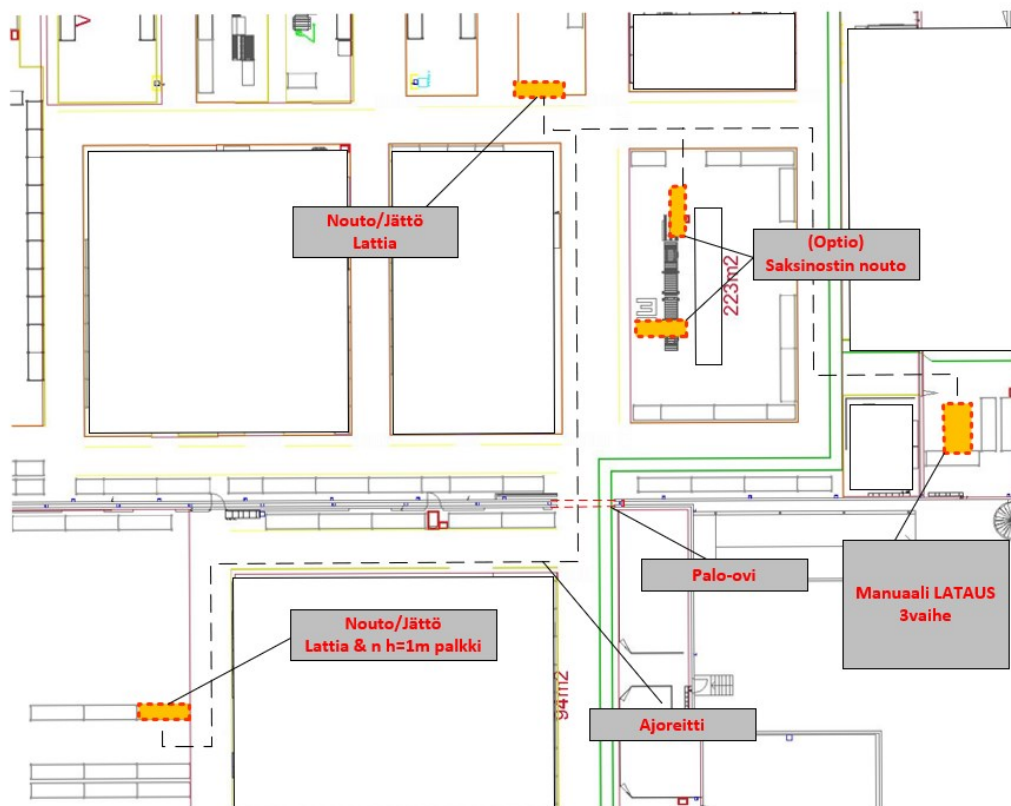 Nouto/Jättö
Lattia
(Optio)
Saksinostin nouto
223m2
Palo-ovi
Manuaali LATAUS
3vaihe
Nouto/Jättö
Lattia & n h=1m palkki
94m2
Ajoreitti